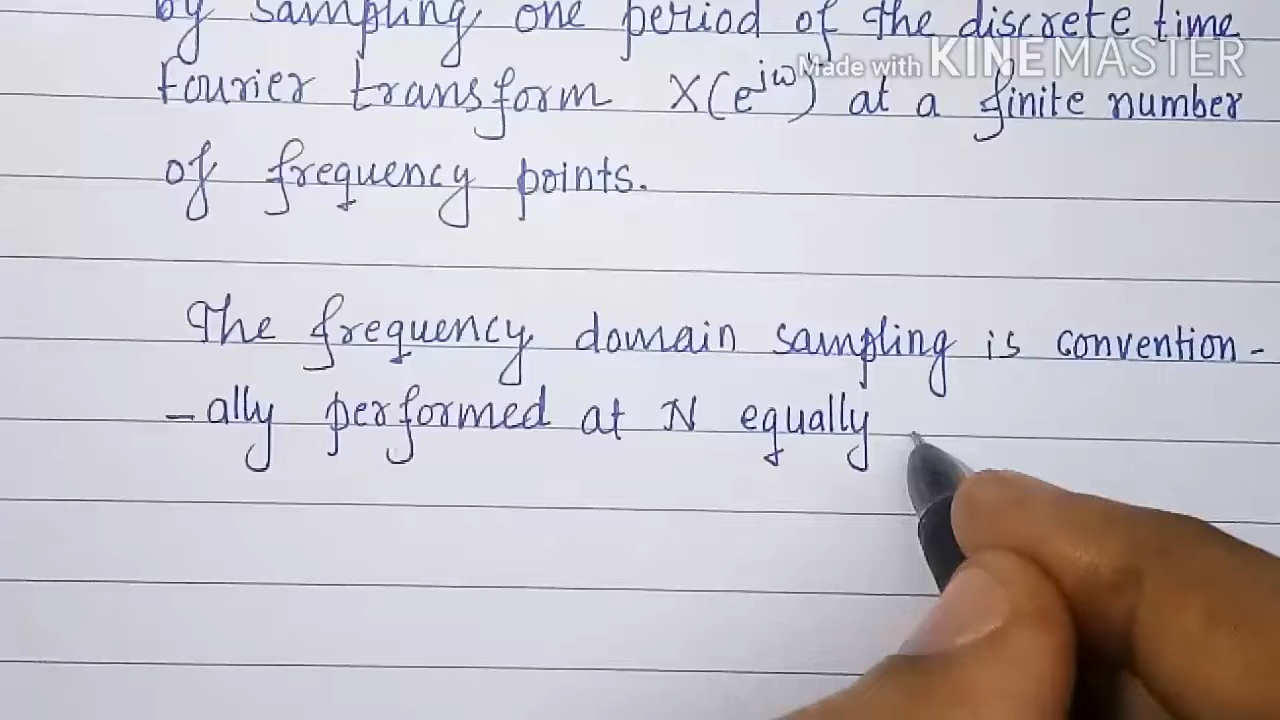 by sampling one period of the discrete time
Made with KINEMASTER
fourier transform X(e^jω) at a finite number
of frequency points.
The frequency domain sampling is convention -
- ally performed at N equally